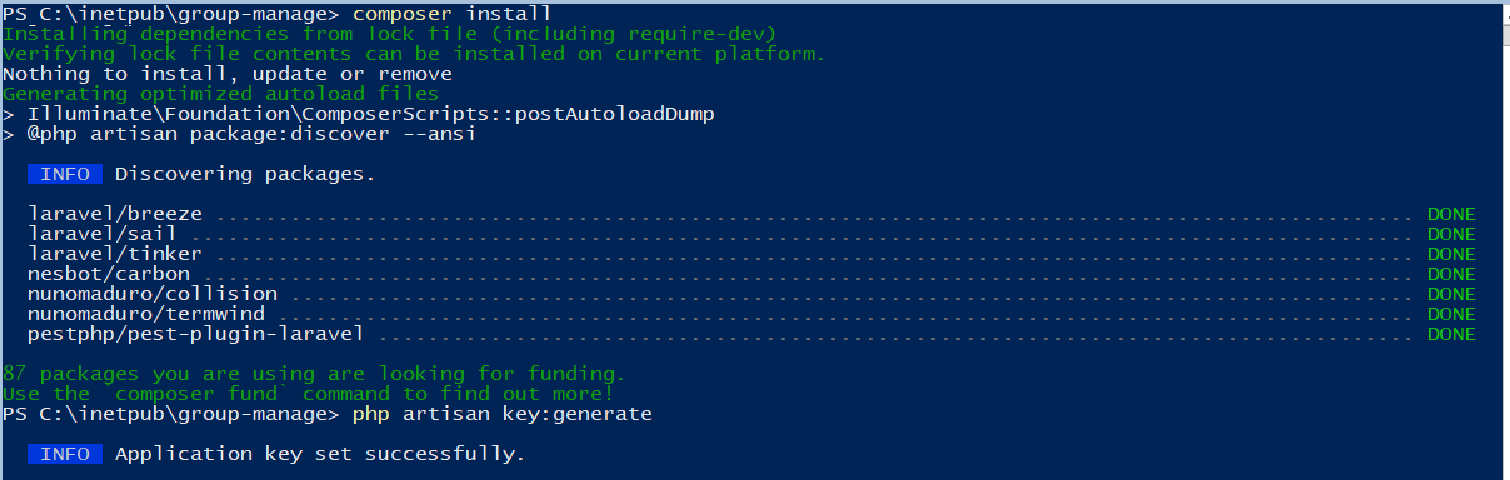 PS C:\inetpub\group-manage> composer install
Installing dependencies from lock file (including require-dev)
Verifying lock file contents can be installed on current platform.
Nothing to install, update or remove
Generating optimized autoload files
> Illuminate\Foundation\ComposerScripts::postAutoloadDump
> @php artisan package:discover --ansi
INFO Discovering packages.
laravel/breeze ................................................................................................ DONE
laravel/sail .................................................................................................. DONE
laravel/tinker ................................................................................................ DONE
nesbot/carbon ................................................................................................. DONE
nunomaduro/collision .......................................................................................... DONE
nunomaduro/termwind ........................................................................................... DONE
pestphp/pest-plugin-laravel ................................................................................... DONE
87 packages you are using are looking for funding.
Use the `composer fund` command to find out more!
PS C:\inetpub\group-manage> php artisan key:generate
INFO Application key set successfully.